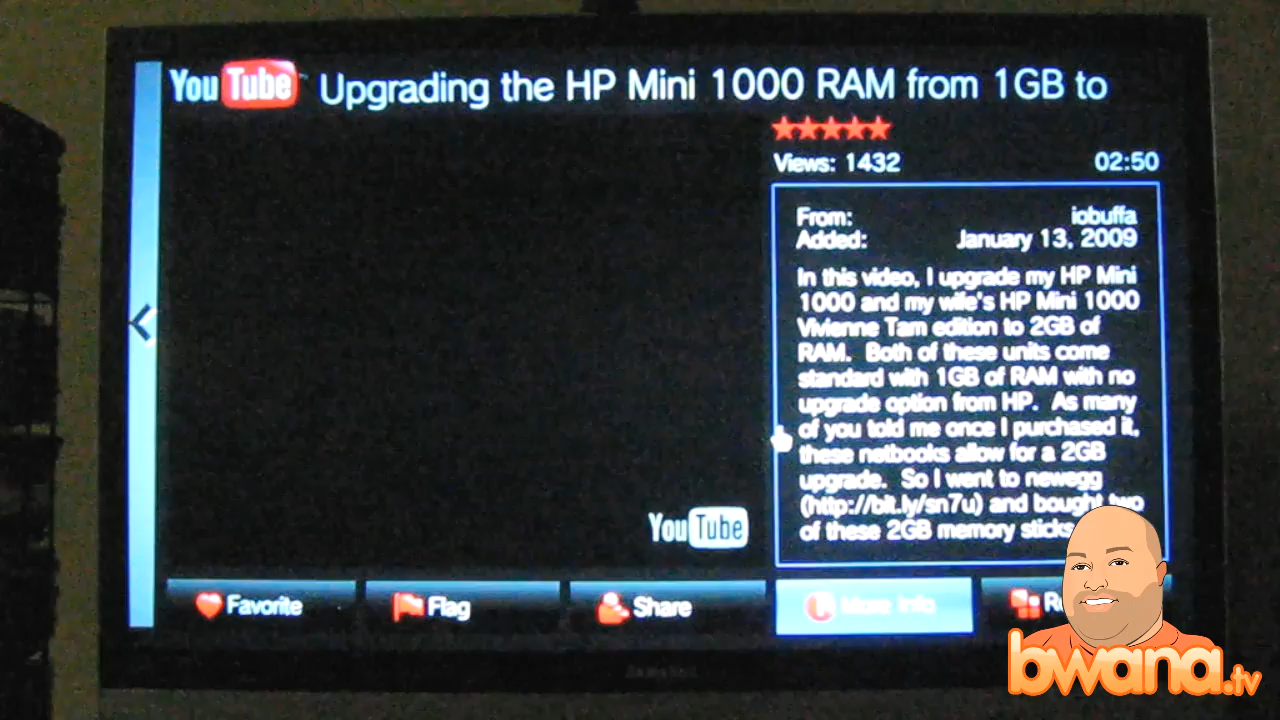 YouTube Upgrading the HP Mini 1000 RAM from 1GB to
Views: 1432 02:50
From: iobuffa
Added: January 13, 2009
In this video, I upgrade my HP Mini
1000 and my wife's HP Mini 1000
Vivienne Tam edition to 2GB of
RAM. Both of these units come
standard with 1GB of RAM with no
upgrade option from HP. As many
of you told me once I purchased it,
these netbooks allow for a 2GB
upgrade. So I went to newegg
(http://bit.ly/sn7u) and bought two
of these 2GB memory sticks
YouTube
Favorite Flag Share More Info
SAMSUNG
bwana.tv